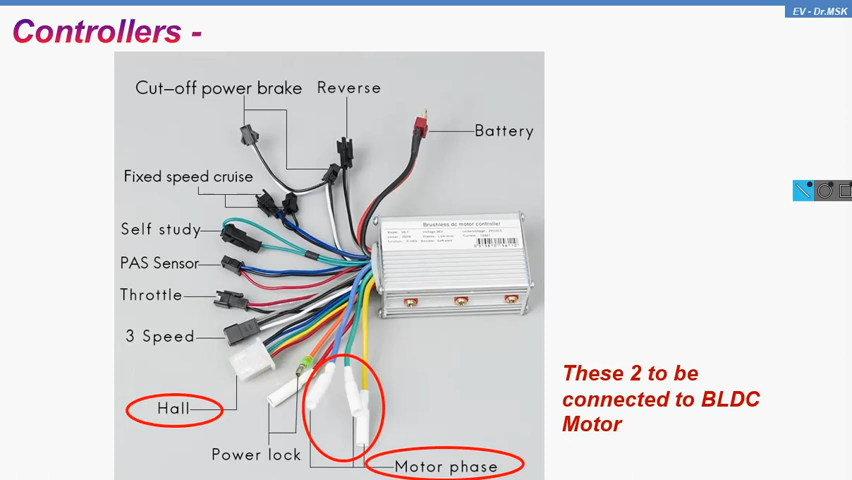 EV - Dr.MSK
Controllers -
Cut-off power brake
Reverse
Battery
Fixed speed cruise
Self study
PAS Sensor
Throttle
3 Speed
Hall
Power lock
Motor phase
Brushless dc motor controller
These 2 to be
connected to BLDC
Motor